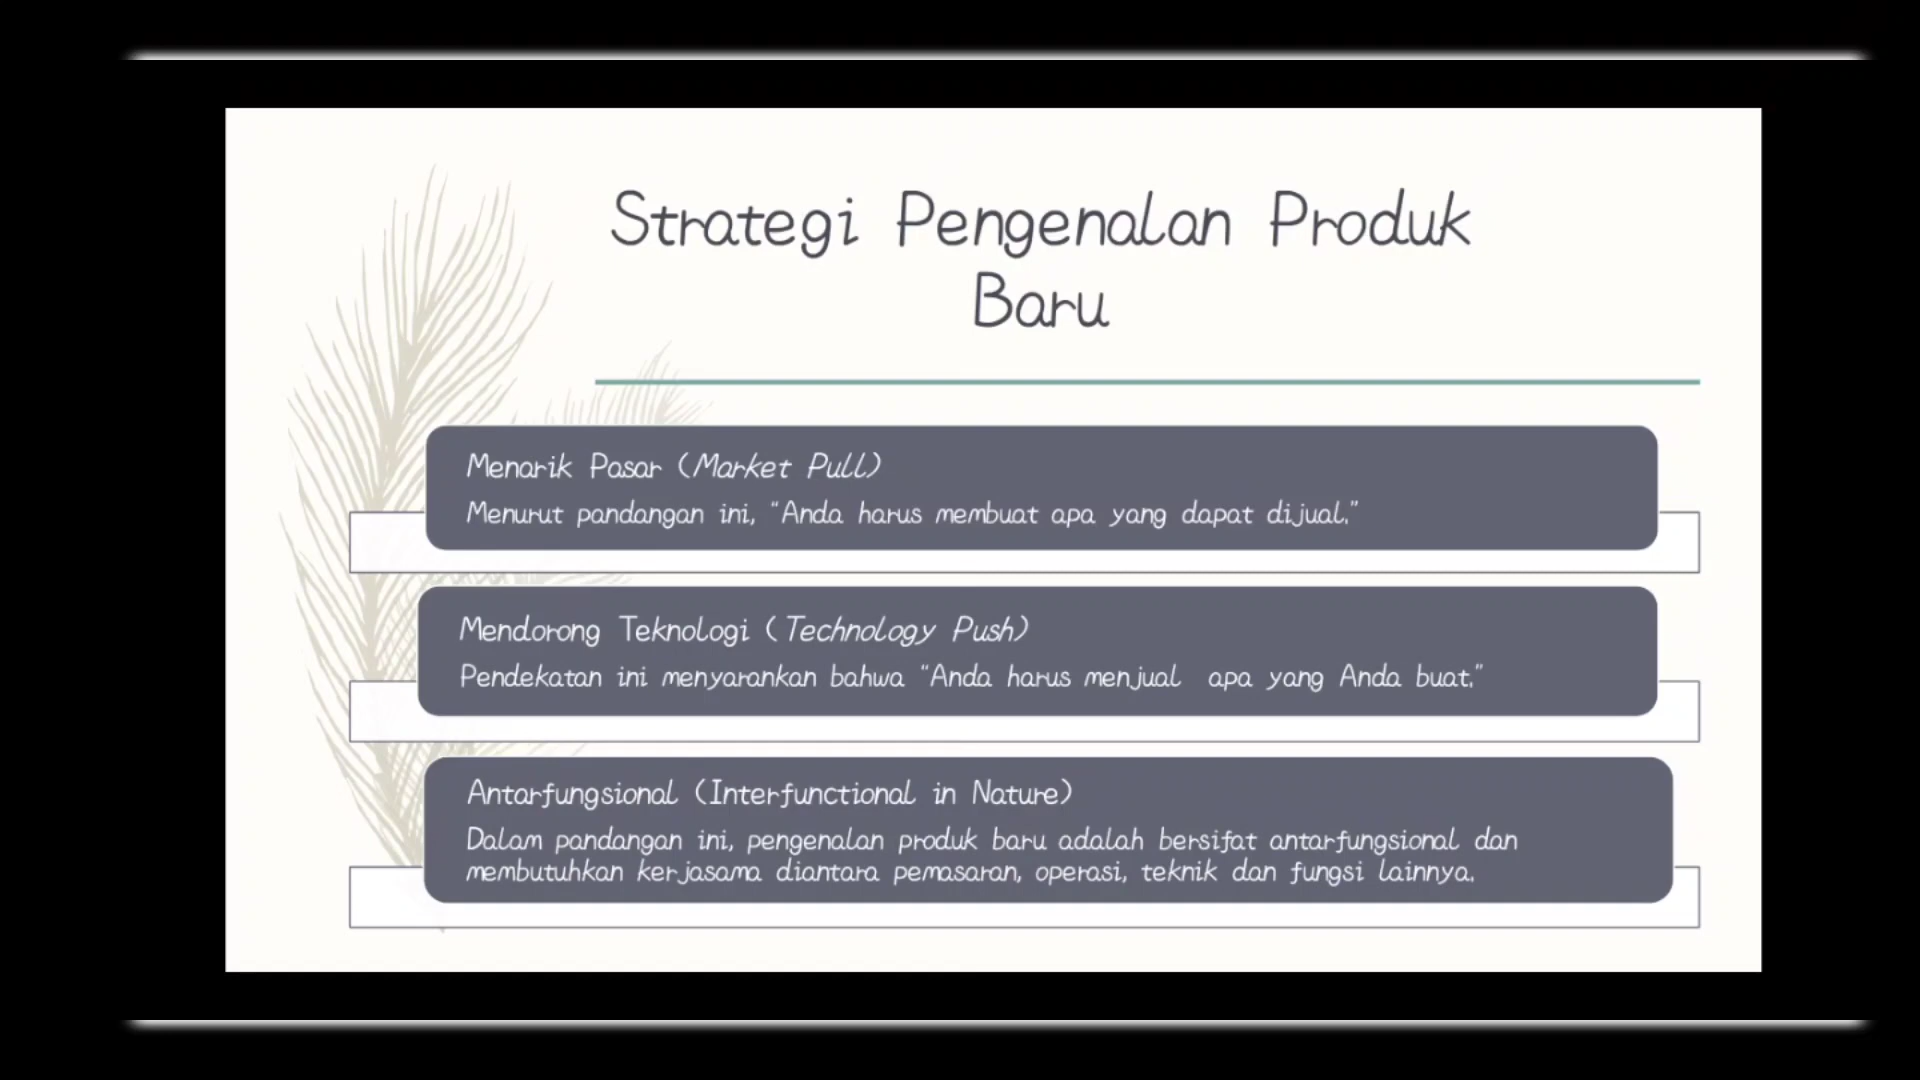 Strategi Pengenalan Produk
Baru
Menarik Pasar (Market Pull)
Menurut pandangan ini, “Anda harus membuat apa yang dapat dijual.”
Mendorong Teknologi (Technology Push)
Pendekatan ini menyarankan bahwa “Anda harus menjual apa yang Anda buat.”
Antarfungsional (Interfunctional in Nature)
Dalam pandangan ini, pengenalan produk baru adalah bersifat antarfungsional dan
membutuhkan kerjasama diantara pemasaran, operasi, teknik dan fungsi lainnya.